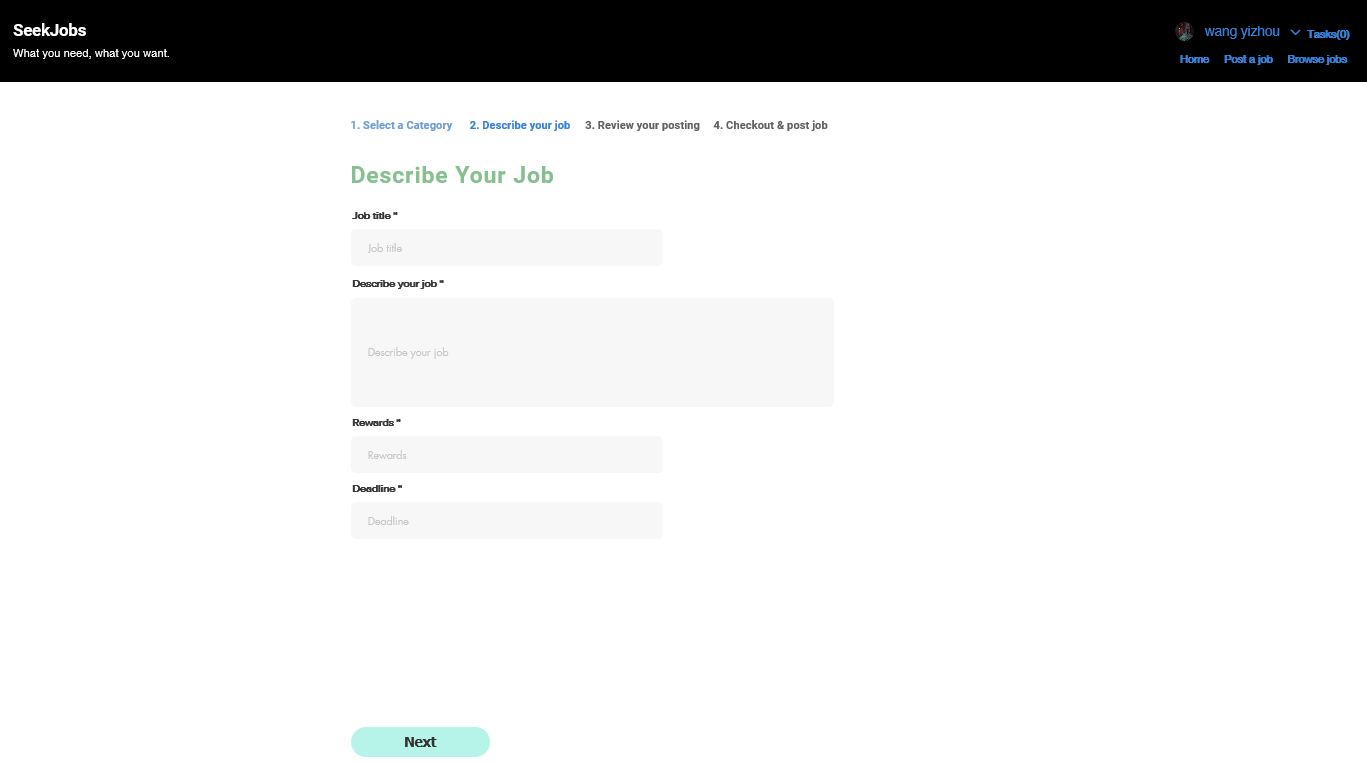 SeekJobs
What you need, what you want.
wang yizhou
Tasks(0)
Home Post a job Browse jobs
1. Select a Category 2. Describe your job 3. Review your posting 4. Checkout & post job
Describe Your Job
Job title *
Job title
Describe your job *
Describe your job
Rewards *
Rewards
Deadline *
Deadline
Next